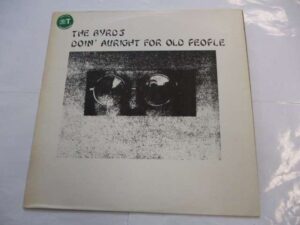 THE BYRDS
DOIN' ALRIGHT FOR OLD PEOPLE